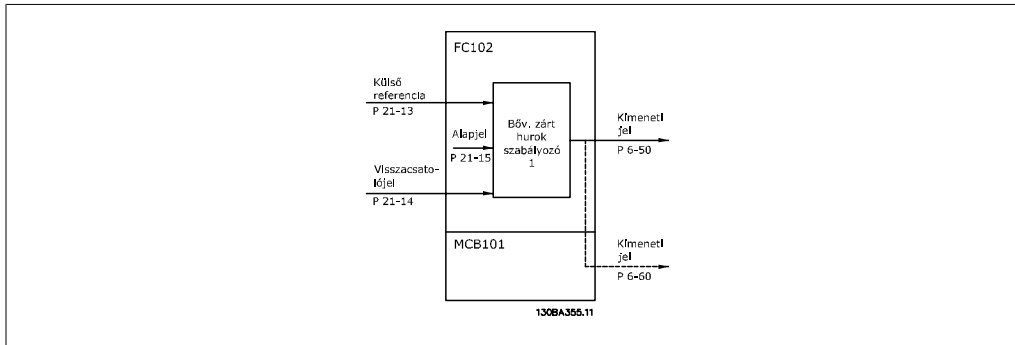 FC102
Külső
referencia
P 21-13
Alapjel
P 21-15
Visszacsato-
lójel
P 21-14
Bőv. zárt
hurok
szabályozó
1
Kimeneti
jel
P 6-50
MCB101
Kimeneti
jel
P 6-60
130BA355.11